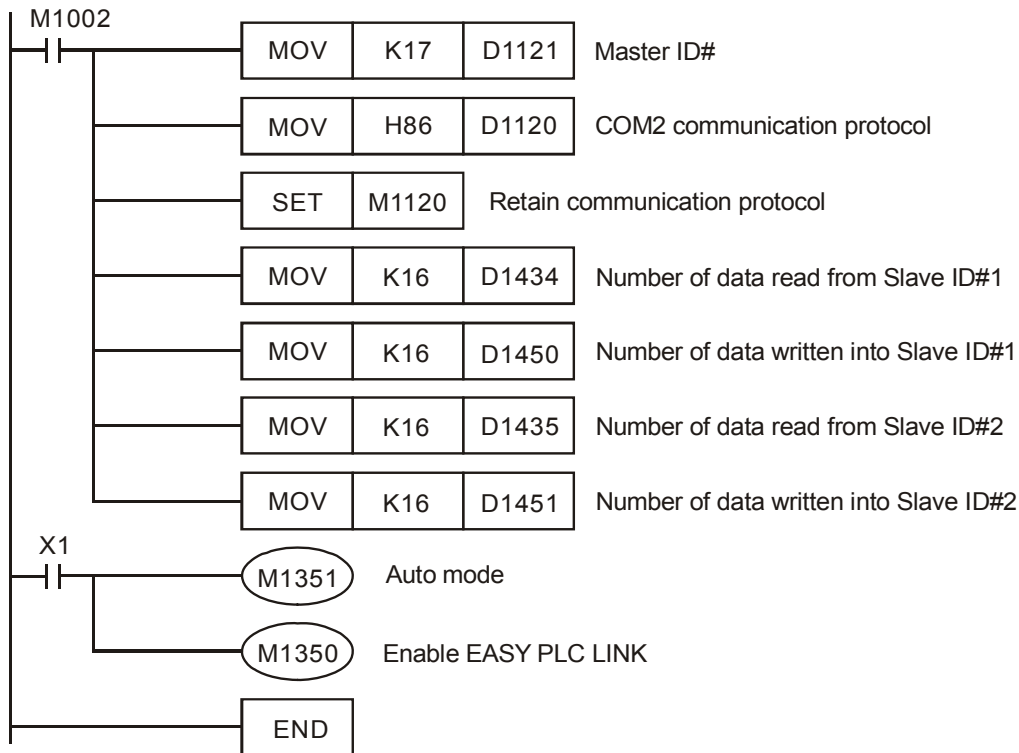 M1002
MOV K17 D1121 Master ID#
MOV H86 D1120 COM2 communication protocol
SET M1120 Retain communication protocol
MOV K16 D1434 Number of data read from Slave ID#1
MOV K16 D1450 Number of data written into Slave ID#1
MOV K16 D1435 Number of data read from Slave ID#2
MOV K16 D1451 Number of data written into Slave ID#2
X1
M1351 Auto mode
M1350 Enable EASY PLC LINK
END